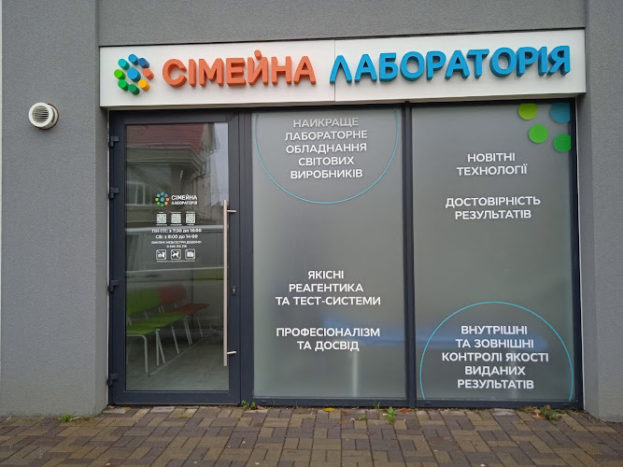 СІМЕЙНА ЛАБОРАТОРІЯ
НАЙКРАЩЕ
ЛАБОРАТОРНЕ
ОБЛАДНАННЯ
СВІТОВИХ
ВИРОБНИКІВ
ЯКІСНІ
РЕАГЕНТИКА
ТА ТЕСТ-СИСТЕМИ
ПРОФЕСІОНАЛІЗМ
ТА ДОСВІД
НОВІТНІ
ТЕХНОЛОГІЇ
ДОСТОВІРНІСТЬ
РЕЗУЛЬТАТІВ
ВНУТРІШНІ
ТА ЗОВНІШНІ
КОНТРОЛІ ЯКОСТІ
ВИДАНИХ
РЕЗУЛЬТАТІВ
СІМЕЙНА
ЛАБОРАТОРІЯ